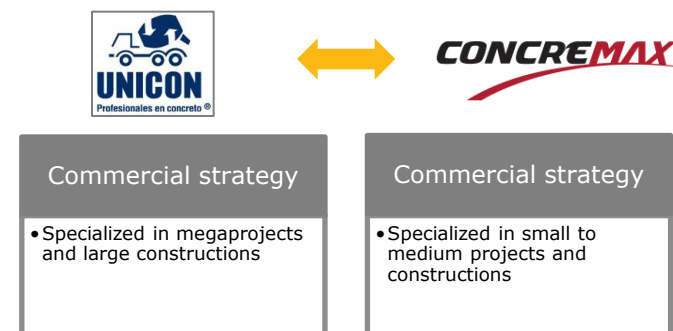 UNICON
Profesionales en concreto ®
CONCREMAX
Commercial strategy
•Specialized in megaprojects
and large constructions
Commercial strategy
•Specialized in small to
medium projects and
constructions